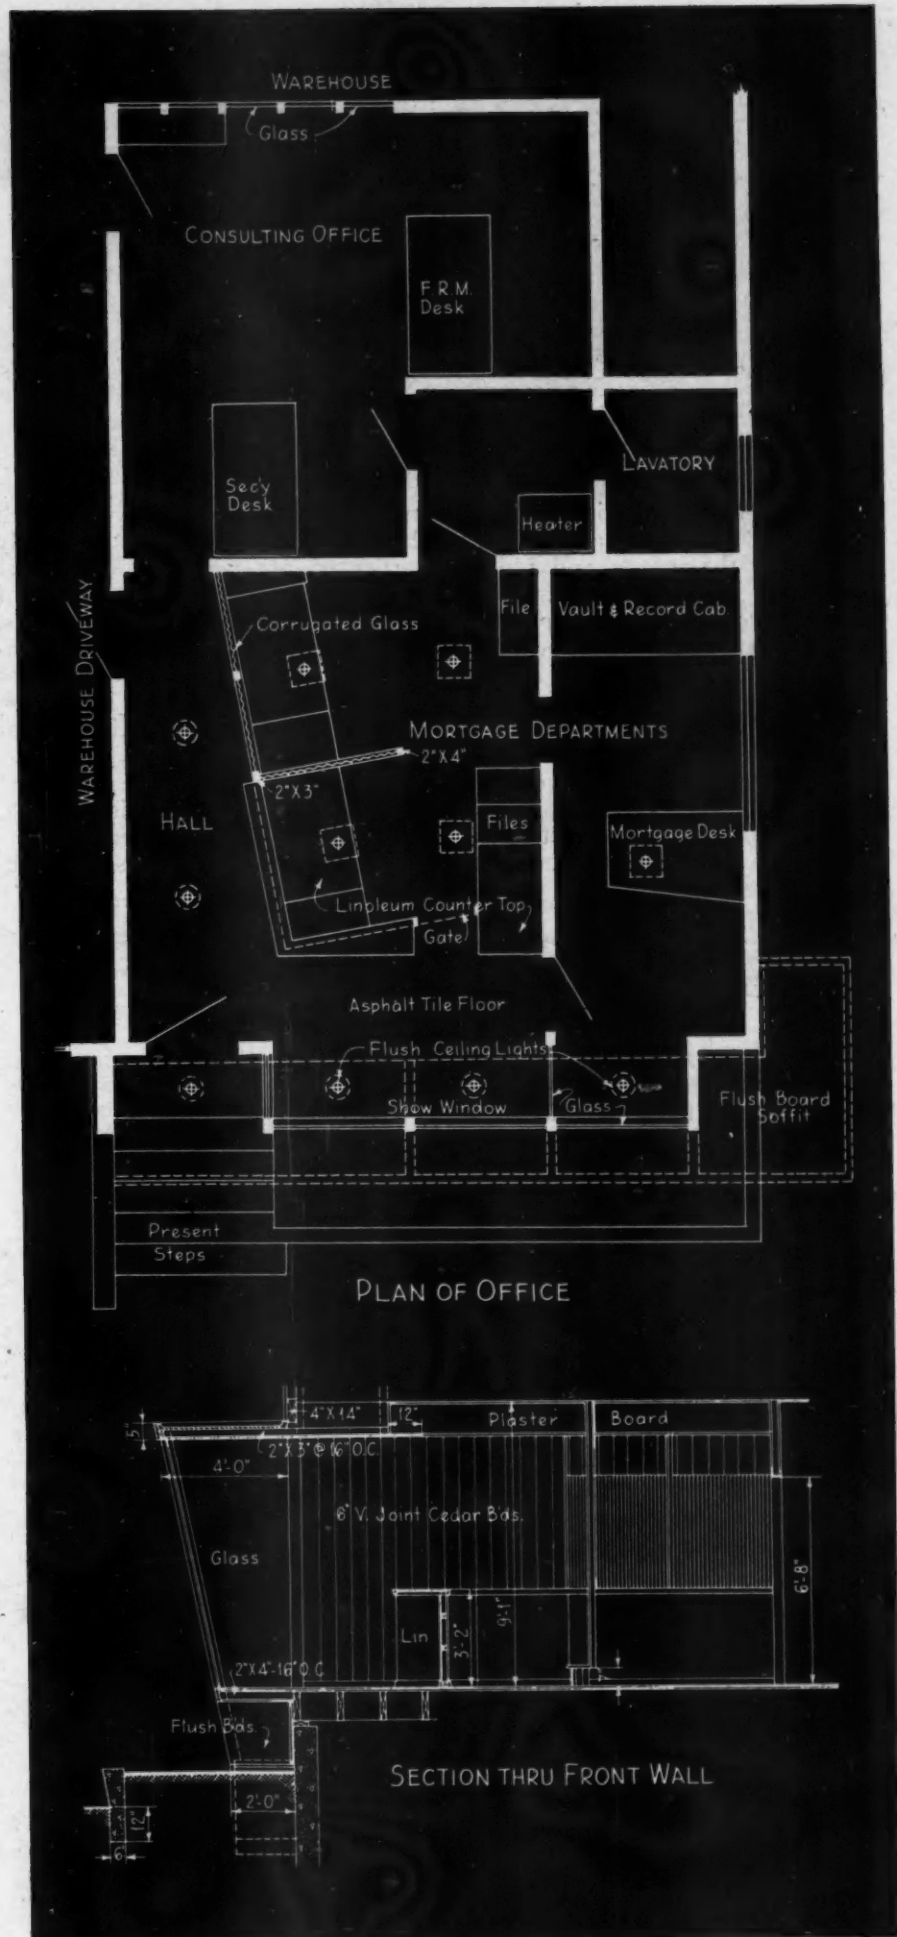 WAREHOUSE
Glass
CONSULTING OFFICE
F.R.M.
Desk
LAVATORY
Sec'y
Desk
Heater
WAREHOUSE DRIVEWAY
File
Vault & Record Cab.
Corrugated Glass
MORTGAGE DEPARTMENTS
2"X4"
2"X3"
HALL
Files
Mortgage Desk
Linoleum Counter Top
Gate
Asphalt Tile Floor
Flush Ceiling Lights
Show Window
Glass
Flush Board
Soffit
Present
Steps
PLAN OF OFFICE
5"
4"X14"
12"
Plaster Board
2"X3"@16"O.C.
4'-0"
6" V. Joint Cedar B'ds.
Glass
6'-8"
9'-1"
3'-2"
Lin
2"X4"-16"O.C
Flush B'ds.
SECTION THRU FRONT WALL
2'-0"
12"
6"